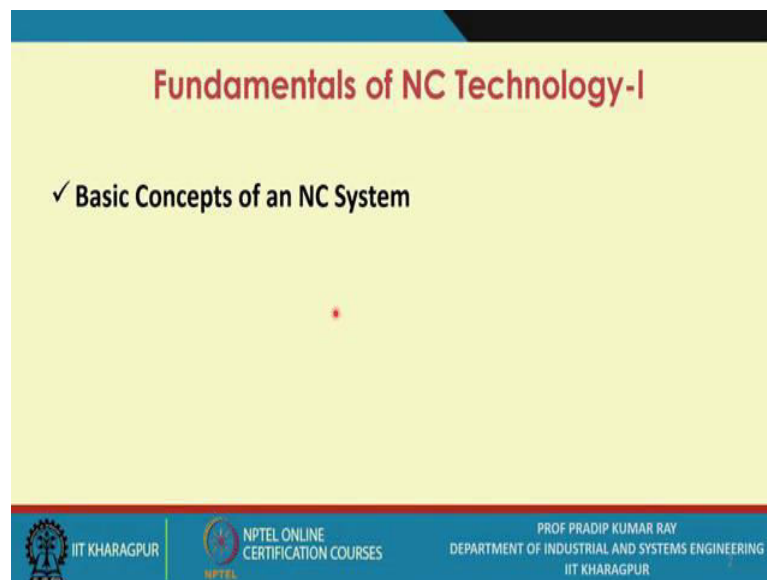 Fundamentals of NC Technology-I
✓ Basic Concepts of an NC System
IIT KHARAGPUR
NPTEL
NPTEL ONLINE
CERTIFICATION COURSES
PROF PRADIP KUMAR RAY
DEPARTMENT OF INDUSTRIAL AND SYSTEMS ENGINEERING
IIT KHARAGPUR